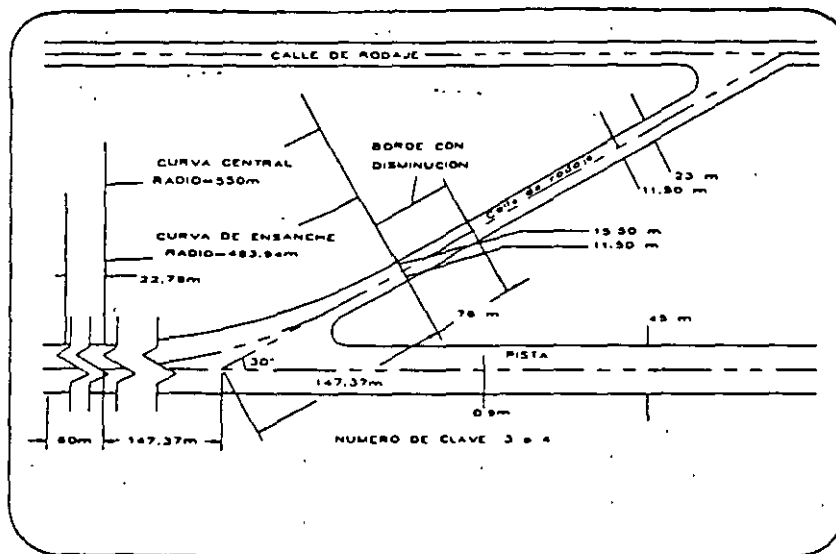 CALLE DE RODAJE
BORDE CON
DISMINUCIÓN
CURVA CENTRAL
RADIO=550m
Calle de rodaje
23 m
11.50 m
CURVA DE ENSANCHE
RADIO=483.94m
15.50 m
11.50 m
22.78m
76 m
45 m
PISTA
30°
147.37m
0.9m
60m
147.37m
NUMERO DE CLAVE 3 o 4